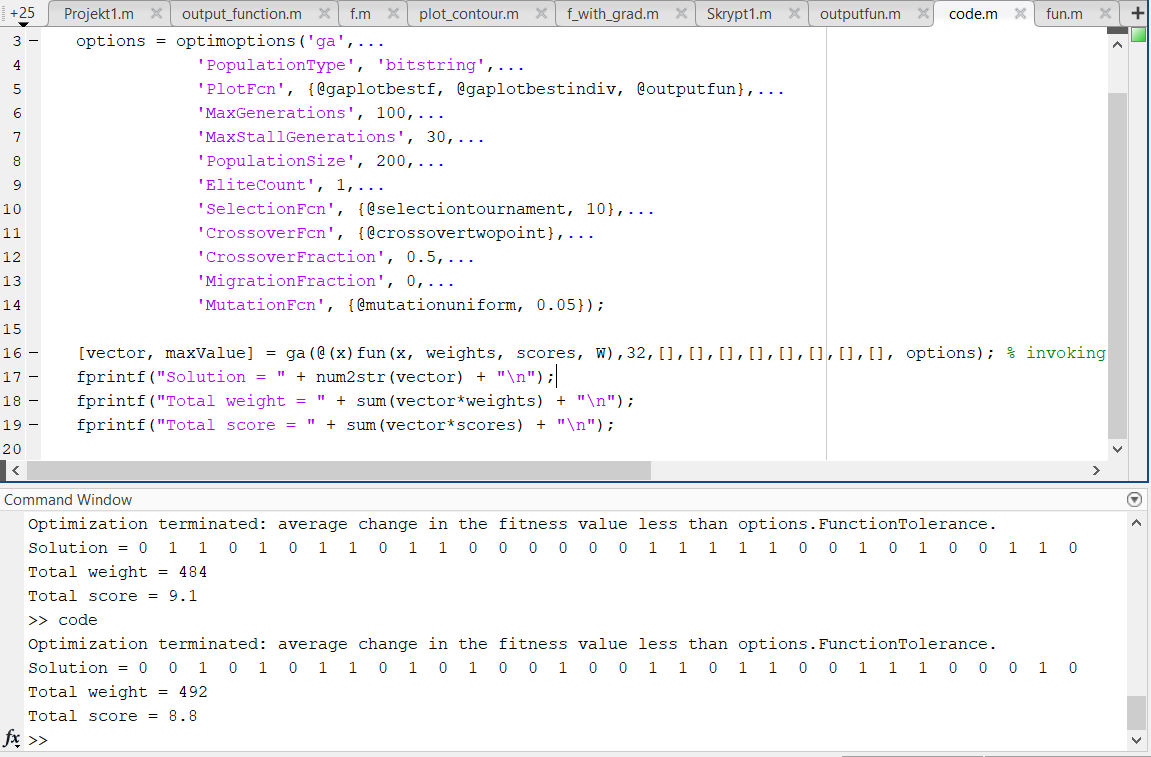 +25 Projekt1.m output_function.m f.m plot_contour.m f_with_grad.m Skrypt1.m outputfun.m code.m fun.m
3 options = optimoptions('ga',...
4 'PopulationType', 'bitstring',...
5 'PlotFcn', {@gaplotbestf, @gaplotbestindiv, @outputfun},...
6 'MaxGenerations', 100,...
7 'MaxStallGenerations', 30,...
8 'PopulationSize', 200,...
9 'EliteCount', 1,...
10 'SelectionFcn', {@selectiontournament, 10},...
11 'CrossoverFcn', {@crossovertwopoint},...
12 'CrossoverFraction', 0.5,...
13 'MigrationFraction', 0,...
14 'MutationFcn', {@mutationuniform, 0.05});
15
16 [vector, maxValue] = ga(@(x)fun(x, weights, scores, W),32,[],[],[],[],[],[],[],[], options); % invoking
17 fprintf("Solution = " + num2str(vector) + "\n");
18 fprintf("Total weight = " + sum(vector*weights) + "\n");
19 fprintf("Total score = " + sum(vector*scores) + "\n");
20
Command Window
Optimization terminated: average change in the fitness value less than options.FunctionTolerance.
Solution = 0 1 1 0 1 0 1 1 0 1 1 0 0 0 0 0 0 1 1 1 1 1 0 0 1 0 1 0 0 1 1 0
Total weight = 484
Total score = 9.1
>> code
Optimization terminated: average change in the fitness value less than options.FunctionTolerance.
Solution = 0 0 1 0 1 0 1 1 0 1 0 1 0 0 1 0 0 1 1 0 1 1 0 0 1 1 1 0 0 0 1 0
Total weight = 492
Total score = 8.8
fx >>